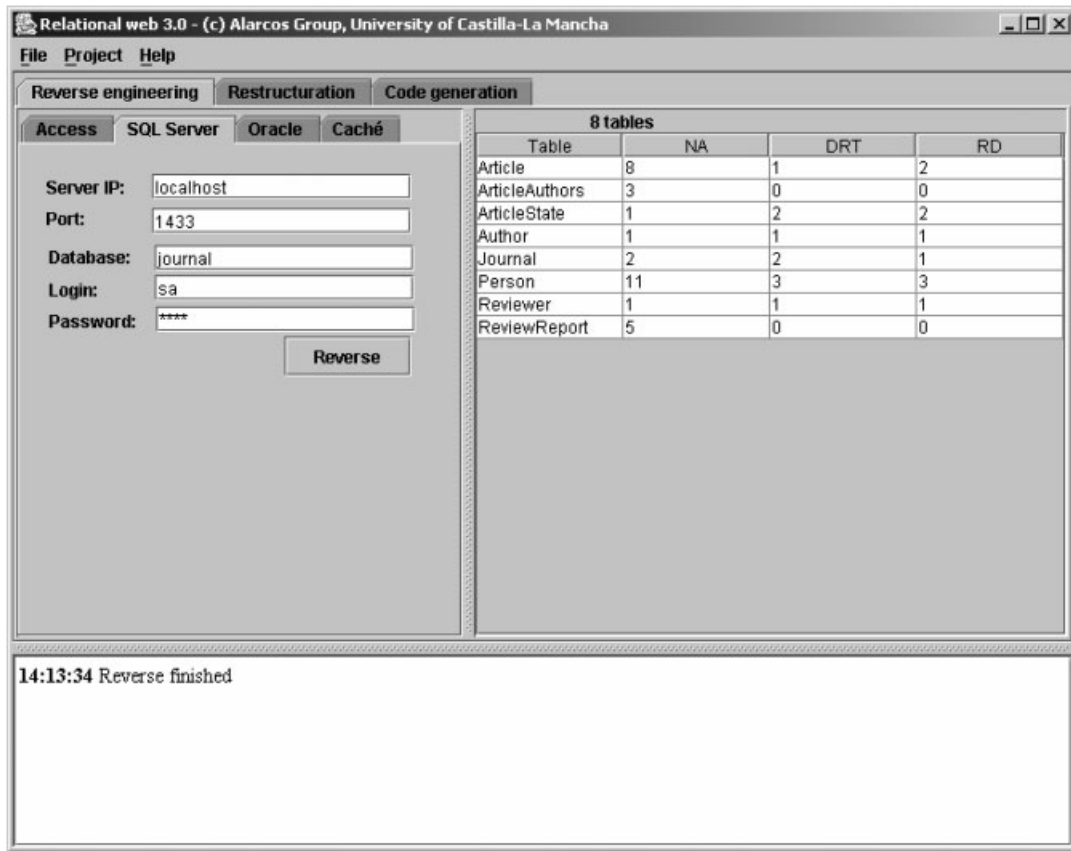 Relational web 3.0 - (c) Alarcos Group, University of Castilla-La Mancha
File Project Help
Reverse engineering Restructuration Code generation
Access SQL Server Oracle Caché
Server IP: localhost
Port: 1433
Database: journal
Login: sa
Password: ****
Reverse
8 tables
Table NA DRT RD
Article 8 1 2
ArticleAuthors 3 0 0
ArticleState 1 2 2
Author 1 1 1
Journal 2 2 1
Person 11 3 3
Reviewer 1 1 1
ReviewReport 5 0 0
14:13:34 Reverse finished